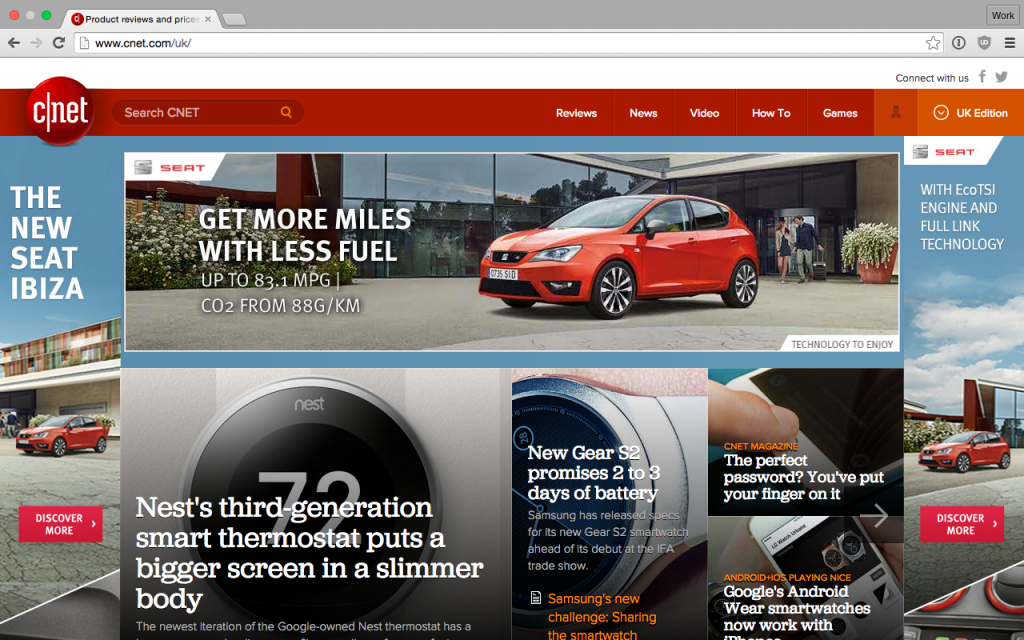 Product reviews and prices
Work
www.cnet.com/uk/
Connect with us
c|net
Search CNET
Reviews
News
Video
How To
Games
UK Edition
THE
NEW
SEAT
IBIZA
DISCOVER
MORE
SEAT
GET MORE MILES
WITH LESS FUEL
UP TO 83.1 MPG |
CO2 FROM 88G/KM
TECHNOLOGY TO ENJOY
SEAT
WITH EcoTSI
ENGINE AND
FULL LINK
TECHNOLOGY
DISCOVER
MORE
nest
72
Nest's third-generation
smart thermostat puts a
bigger screen in a slimmer
body
The newest iteration of the Google-owned Nest thermostat has a
28
New Gear S2
promises 2 to 3
days of battery
Samsung has released specs
for its new Gear S2 smartwatch
ahead of its debut at the IFA
trade show.
Samsung's new
challenge: Sharing
the smartwatch
CNET MAGAZINE
The perfect
password? You've put
your finger on it
LG Watch Urbane
ANDROID+IOS PLAYING NICE
Google's Android
Wear smartwatches
now work with
iPhones